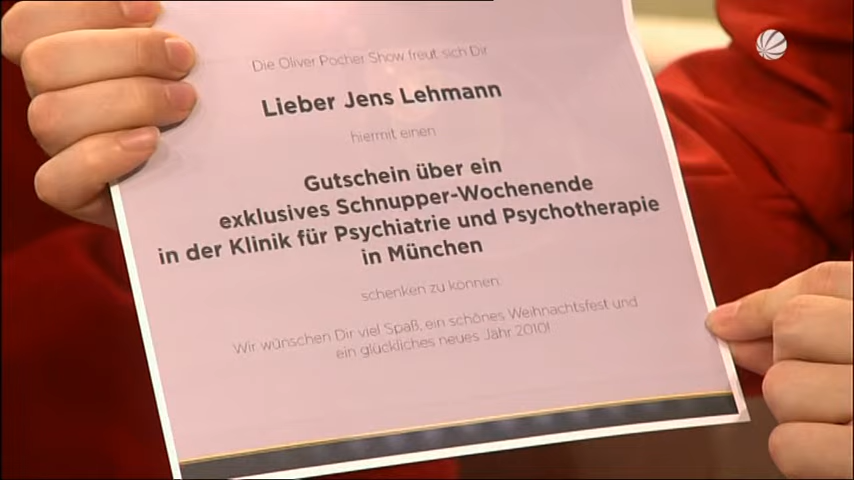 Die Oliver Pocher Show freut sich Dir
Lieber Jens Lehmann
hiermit einen
Gutschein über ein
exklusives Schnupper-Wochenende
in der Klinik für Psychiatrie und Psychotherapie
in München
schenken zu können.
Wir wünschen Dir viel Spaß, ein schönes Weihnachtsfest und
ein glückliches neues Jahr 2010!